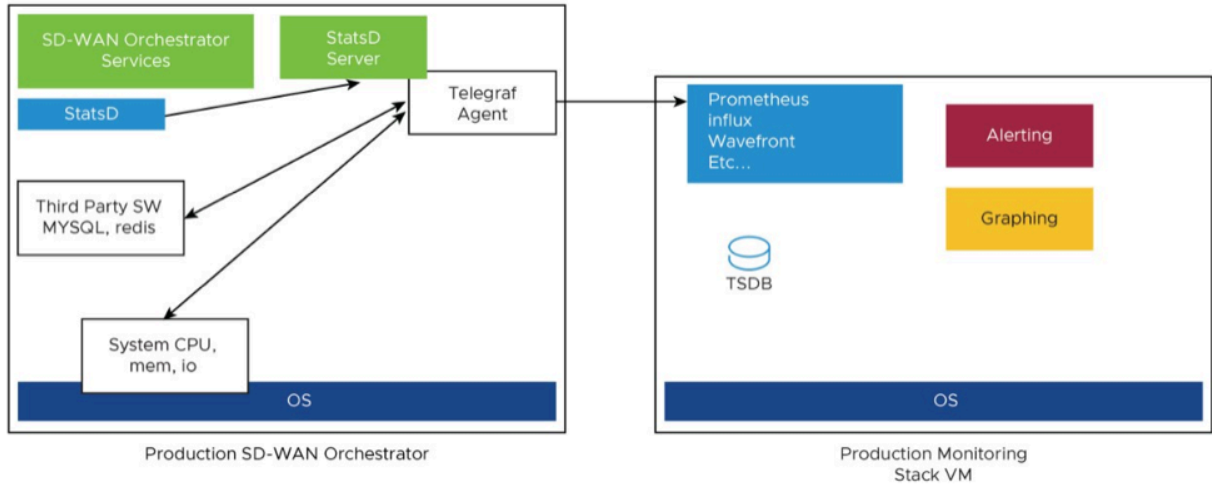 SD-WAN Orchestrator
Services
StatsD
Server
StatsD
Telegraf
Agent
Third Party SW
MYSQL, redis
System CPU,
mem, io
OS
Production SD-WAN Orchestrator
Prometheus
influx
Wavefront
Etc...
Alerting
Graphing
TSDB
OS
Production Monitoring
Stack VM